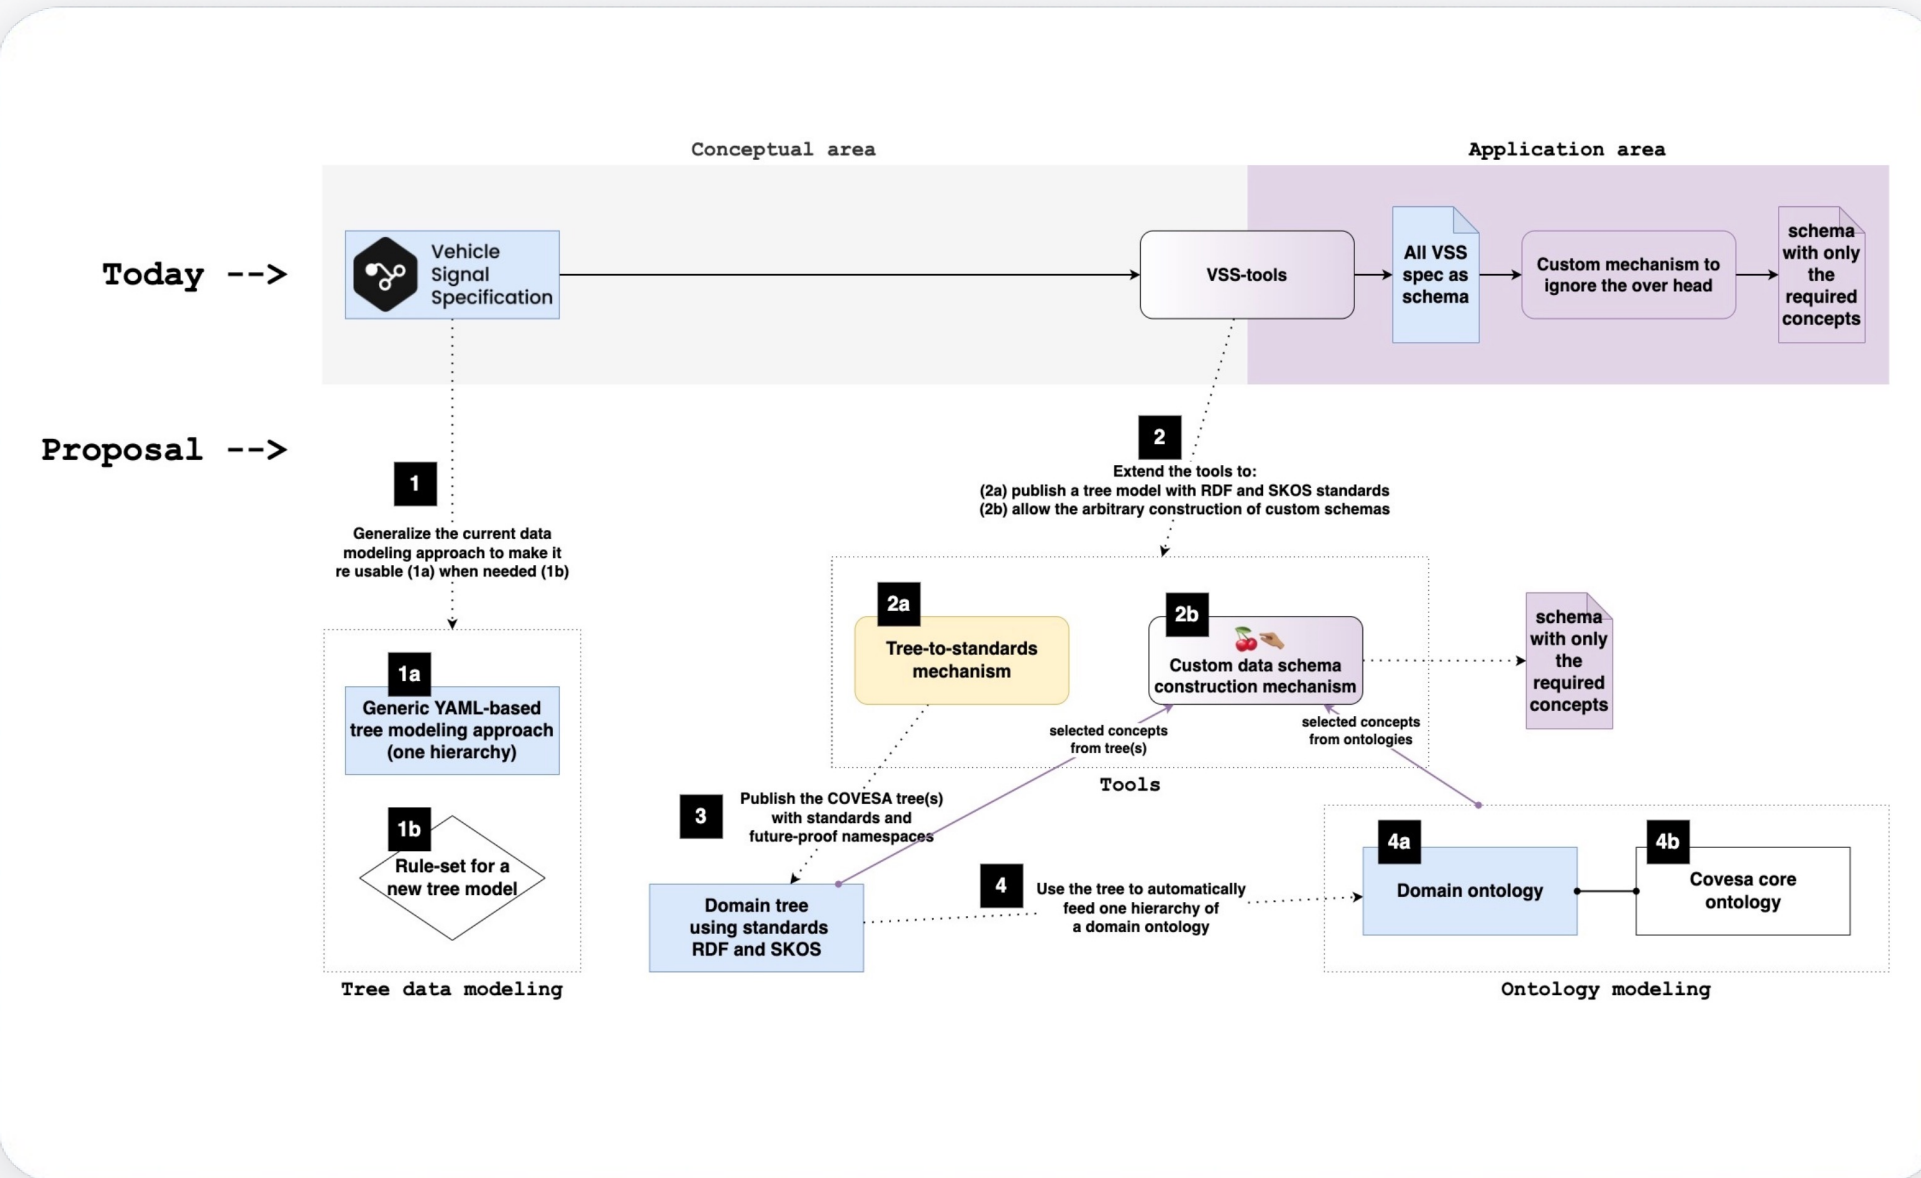 Conceptual area
Application area
Today -->
Vehicle
Signal
Specification
VSS-tools
All VSS
spec as
schema
Custom mechanism to
ignore the over head
schema
with only
the
required
concepts
Proposal -->
1
Generalize the current data
modeling approach to make it
re usable (1a) when needed (1b)
2
Extend the tools to:
(2a) publish a tree model with RDF and SKOS standards
(2b) allow the arbitrary construction of custom schemas
1a
Generic YAML-based
tree modeling approach
(one hierarchy)
1b
Rule-set for a
new tree model
Tree data modeling
2a
Tree-to-standards
mechanism
2b
Custom data schema
construction mechanism
selected concepts
from tree(s)
selected concepts
from ontologies
Tools
schema
with only
the
required
concepts
3
Publish the COVESA tree(s)
with standards and
future-proof namespaces
Domain tree
using standards
RDF and SKOS
4
Use the tree to automatically
feed one hierarchy of
a domain ontology
4a
Domain ontology
4b
Covesa core
ontology
Ontology modeling